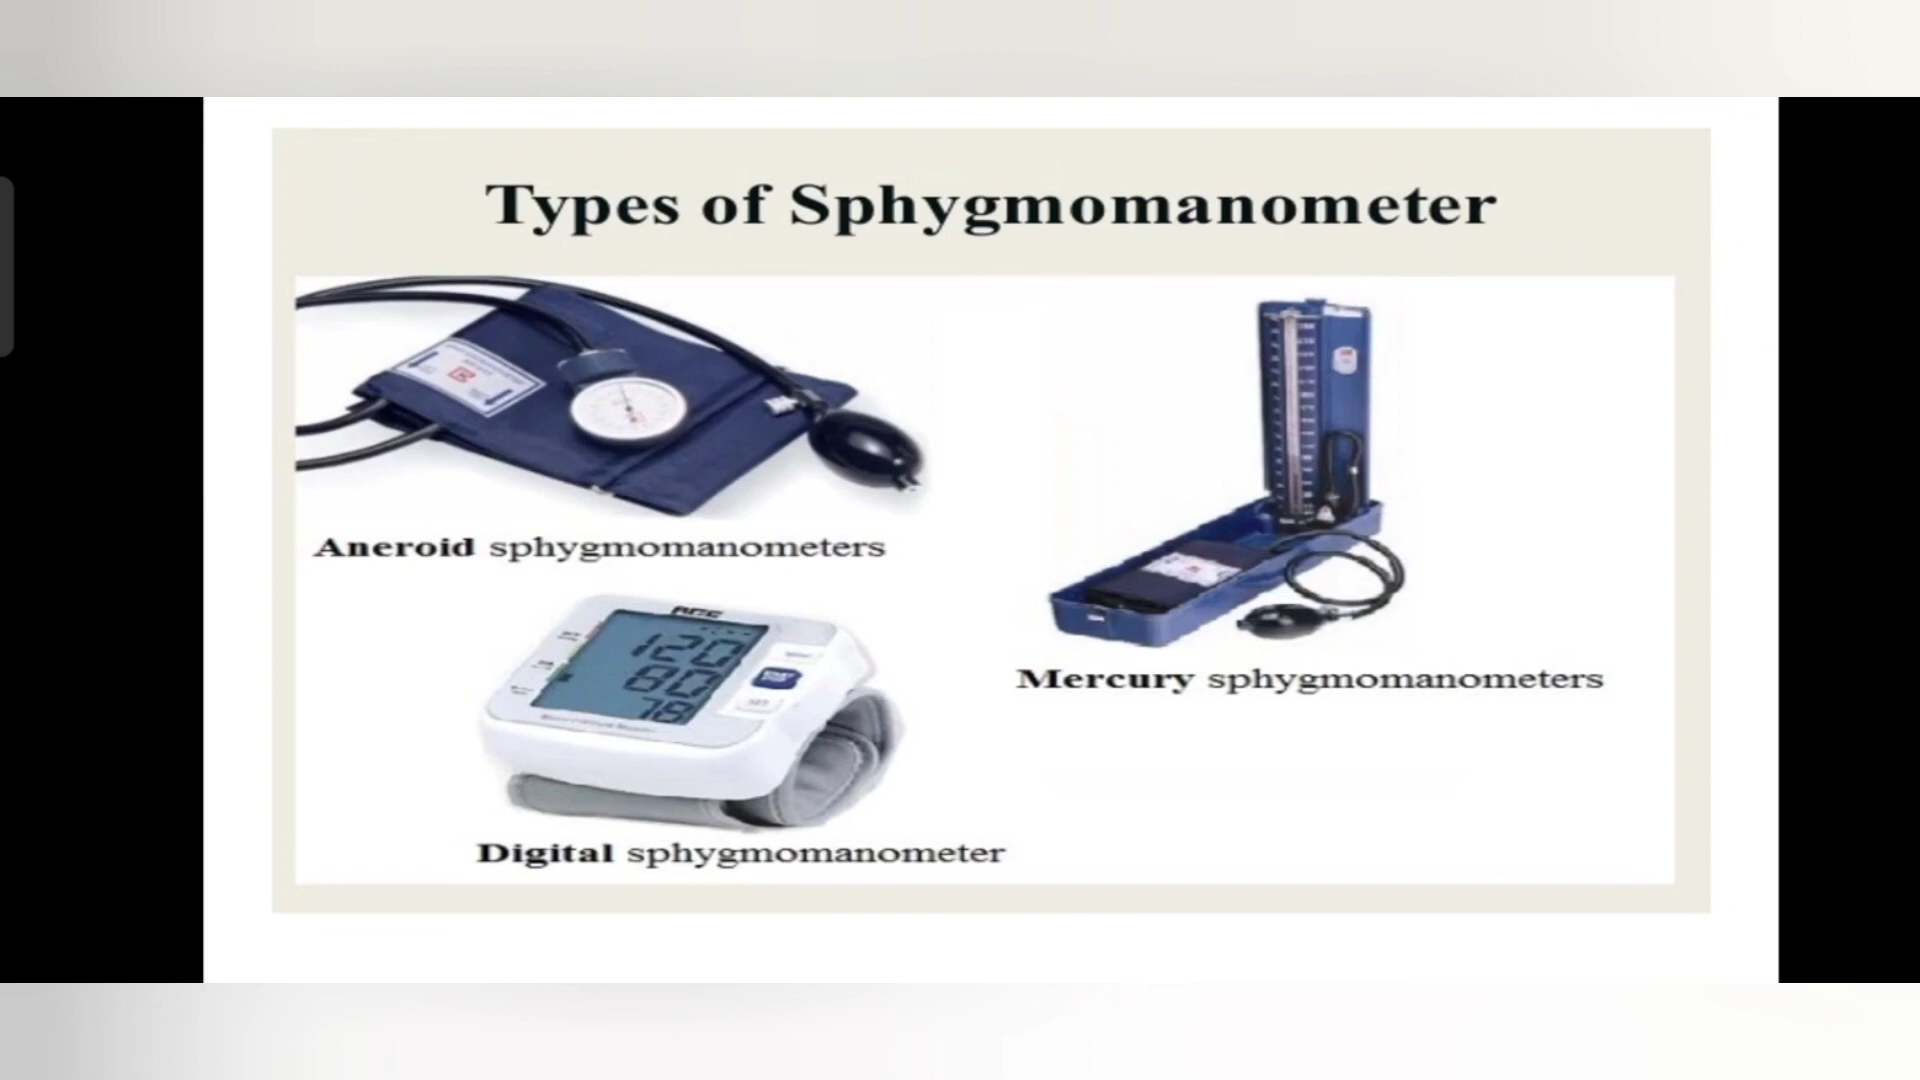 Types of Sphygmomanometer
Aneroid sphygmomanometers
120
80
78
Mercury sphygmomanometers
Digital sphygmomanometer